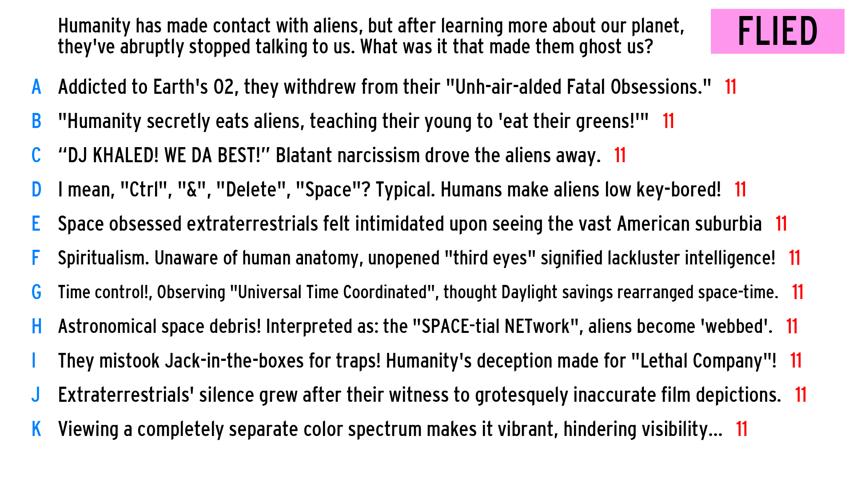 Humanity has made contact with aliens, but after learning more about our planet,
they've abruptly stopped talking to us. What was it that made them ghost us?
FLIED
A Addicted to Earth's O2, they withdrew from their "Unh-air-alded Fatal Obsessions." 11
B "Humanity secretly eats aliens, teaching their young to 'eat their greens!'" 11
C “DJ KHALED! WE DA BEST!” Blatant narcissism drove the aliens away. 11
D I mean, "Ctrl", "&", "Delete", "Space"? Typical. Humans make aliens low key-bored! 11
E Space obsessed extraterrestrials felt intimidated upon seeing the vast American suburbia 11
F Spiritualism. Unaware of human anatomy, unopened "third eyes" signified lackluster intelligence! 11
G Time control!, Observing "Universal Time Coordinated", thought Daylight savings rearranged space-time. 11
H Astronomical space debris! Interpreted as: the "SPACE-tial NETwork", aliens become 'webbed'. 11
I They mistook Jack-in-the-boxes for traps! Humanity's deception made for "Lethal Company"! 11
J Extraterrestrials' silence grew after their witness to grotesquely inaccurate film depictions. 11
K Viewing a completely separate color spectrum makes it vibrant, hindering visibility... 11